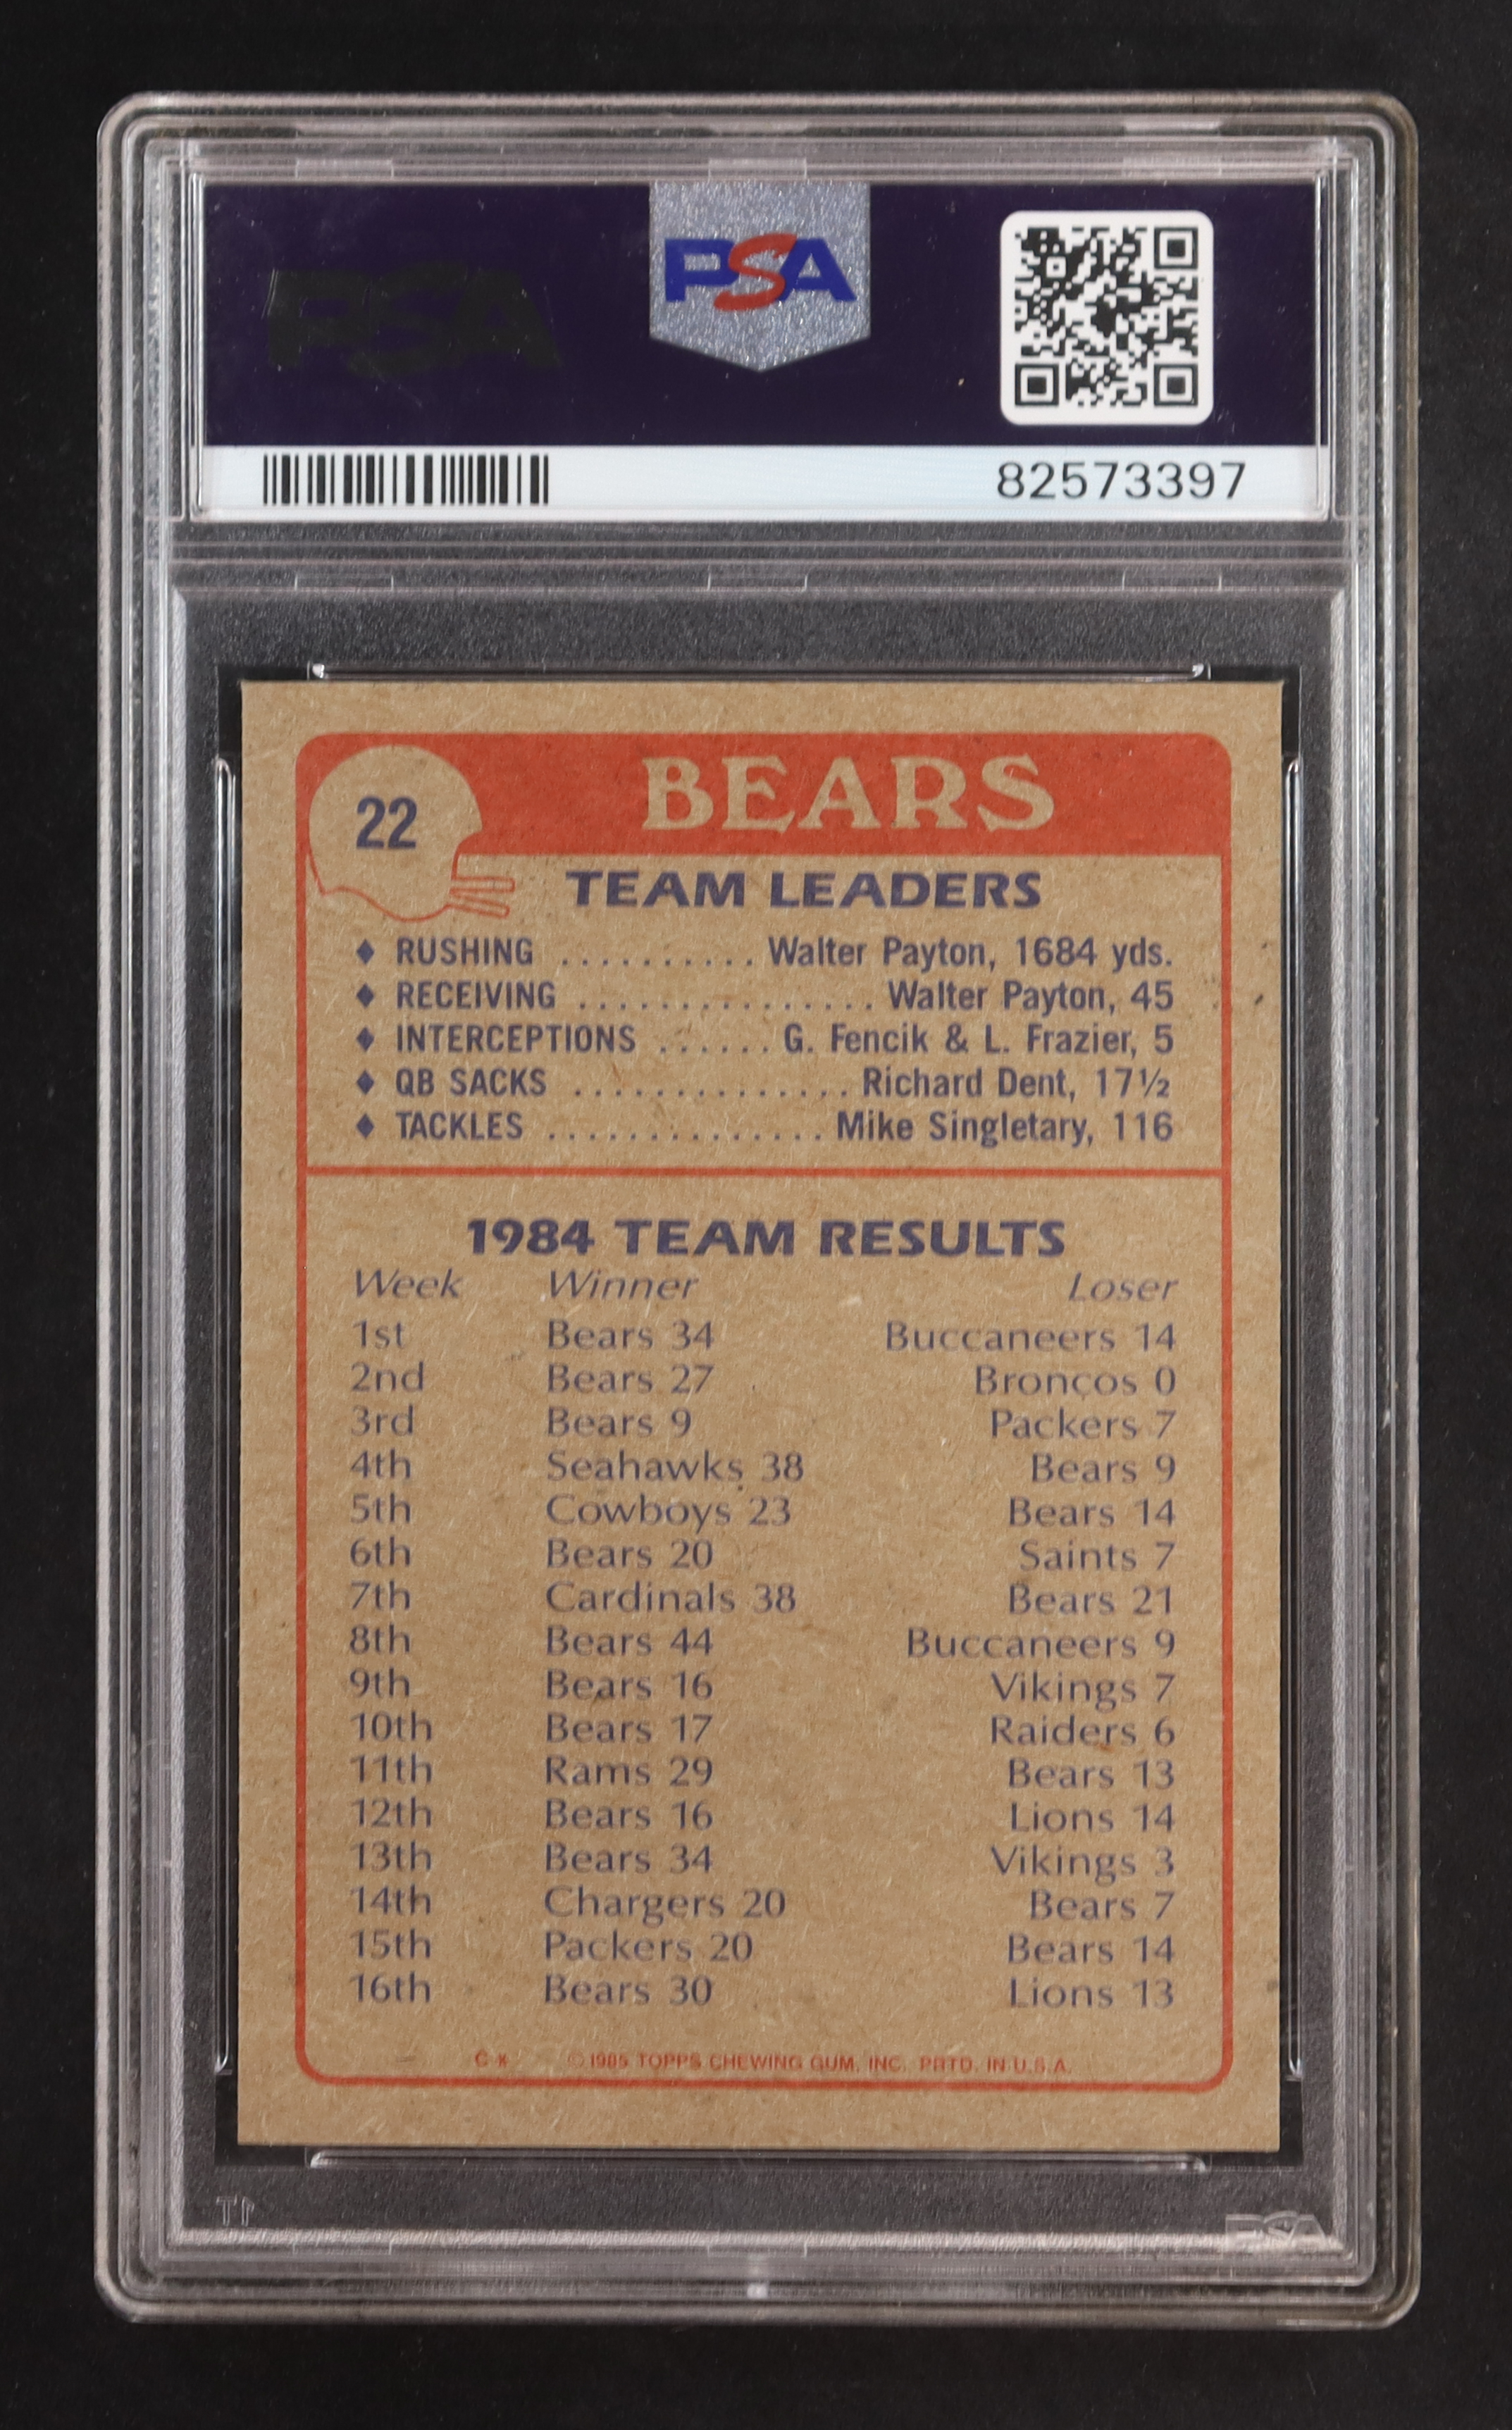 PSA
PSA
82573397
22
BEARS
TEAM LEADERS
♦ RUSHING .......... Walter Payton, 1684 yds.
♦ RECEIVING ............... Walter Payton, 45
♦ INTERCEPTIONS ...... G. Fencik & L. Frazier, 5
♦ QB SACKS .............. Richard Dent, 17½
♦ TACKLES .............. Mike Singletary, 116
1984 TEAM RESULTS
Week Winner Loser
1st Bears 34 Buccaneers 14
2nd Bears 27 Broncos 0
3rd Bears 9 Packers 7
4th Seahawks 38 Bears 9
5th Cowboys 23 Bears 14
6th Bears 20 Saints 7
7th Cardinals 38 Bears 21
8th Bears 44 Buccaneers 9
9th Bears 16 Vikings 7
10th Bears 17 Raiders 6
11th Rams 29 Bears 13
12th Bears 16 Lions 14
13th Bears 34 Vikings 3
14th Chargers 20 Bears 7
15th Packers 20 Bears 14
16th Bears 30 Lions 13
© 1985 TOPPS CHEWING GUM, INC. PRTD. IN U.S.A.
PSA